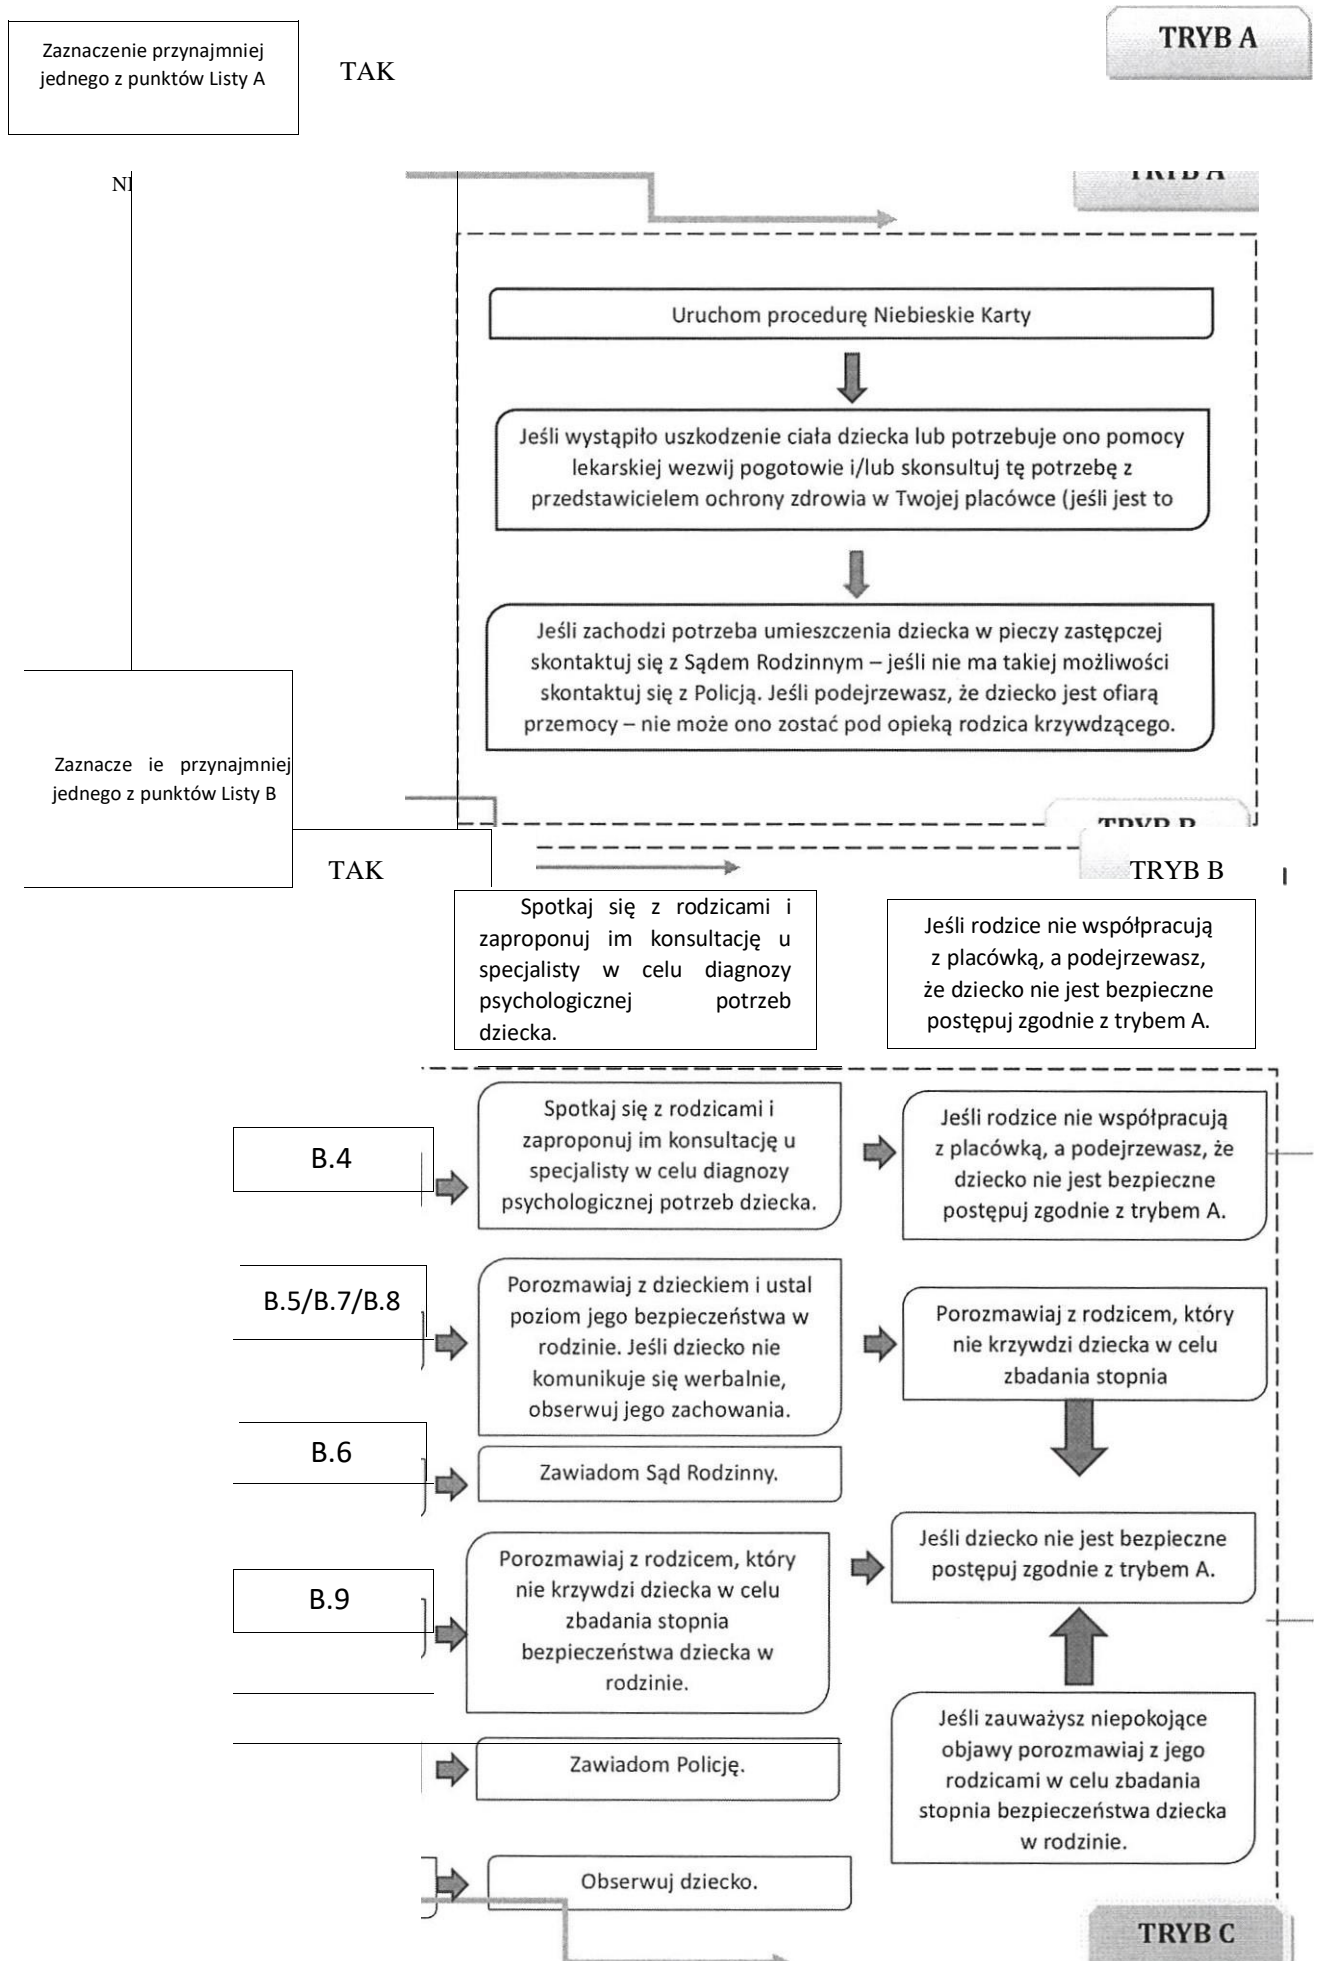 Zaznaczenie przynajmniej
jednego z punktów Listy A
TAK
TRYB A
TRYB A
Uruchom procedurę Niebieskie Karty
Jeśli wystąpiło uszkodzenie ciała dziecka lub potrzebuje ono pomocy
lekarskiej wezwij pogotowie i/lub skonsultuj tę potrzebę z
przedstawicielem ochrony zdrowia w Twojej placówce (jeśli jest to
Jeśli zachodzi potrzeba umieszczenia dziecka w pieczy zastępczej
skontaktuj się z Sądem Rodzinnym – jeśli nie ma takiej możliwości
skontaktuj się z Policją. Jeśli podejrzewasz, że dziecko jest ofiarą
przemocy – nie może ono zostać pod opieką rodzica krzywdzącego.
Zaznacze ie przynajmniej
jednego z punktów Listy B
TRYB B
TAK
TRYB B
Spotkaj się z rodzicami i
zaproponuj im konsultację u
specjalisty w celu diagnozy
psychologicznej potrzeb
dziecka.
Jeśli rodzice nie współpracują
z placówką, a podejrzewasz,
że dziecko nie jest bezpieczne
postępuj zgodnie z trybem A.
B.4
Spotkaj się z rodzicami i
zaproponuj im konsultację u
specjalisty w celu diagnozy
psychologicznej potrzeb dziecka.
Jeśli rodzice nie współpracują
z placówką, a podejrzewasz, że
dziecko nie jest bezpieczne
postępuj zgodnie z trybem A.
B.5/B.7/B.8
Porozmawiaj z dzieckiem i ustal
poziom jego bezpieczeństwa w
rodzinie. Jeśli dziecko nie
komunikuje się werbalnie,
obserwuj jego zachowania.
Porozmawiaj z rodzicem, który
nie krzywdzi dziecka w celu
zbadania stopnia
B.6
Zawiadom Sąd Rodzinny.
B.9
Porozmawiaj z rodzicem, który
nie krzywdzi dziecka w celu
zbadania stopnia
bezpieczeństwa dziecka w
rodzinie.
Jeśli dziecko nie jest bezpieczne
postępuj zgodnie z trybem A.
Zawiadom Policję.
Jeśli zauważysz niepokojące
objawy porozmawiaj z jego
rodzicami w celu zbadania
stopnia bezpieczeństwa dziecka
w rodzinie.
Obserwuj dziecko.
TRYB C